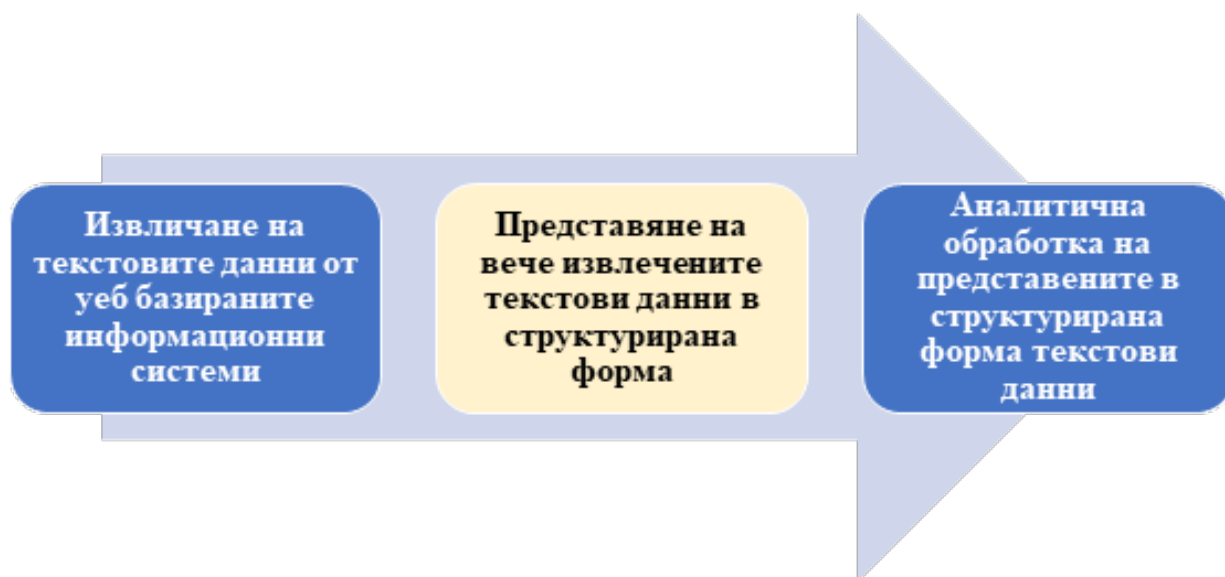 Извличане на
текстовите данни от
уеб базираните
информационни
системи
Представяне на
вече извлечените
текстови данни в
структурирана
форма
Аналитична
обработка на
представените в
структурирана
форма текстови
данни